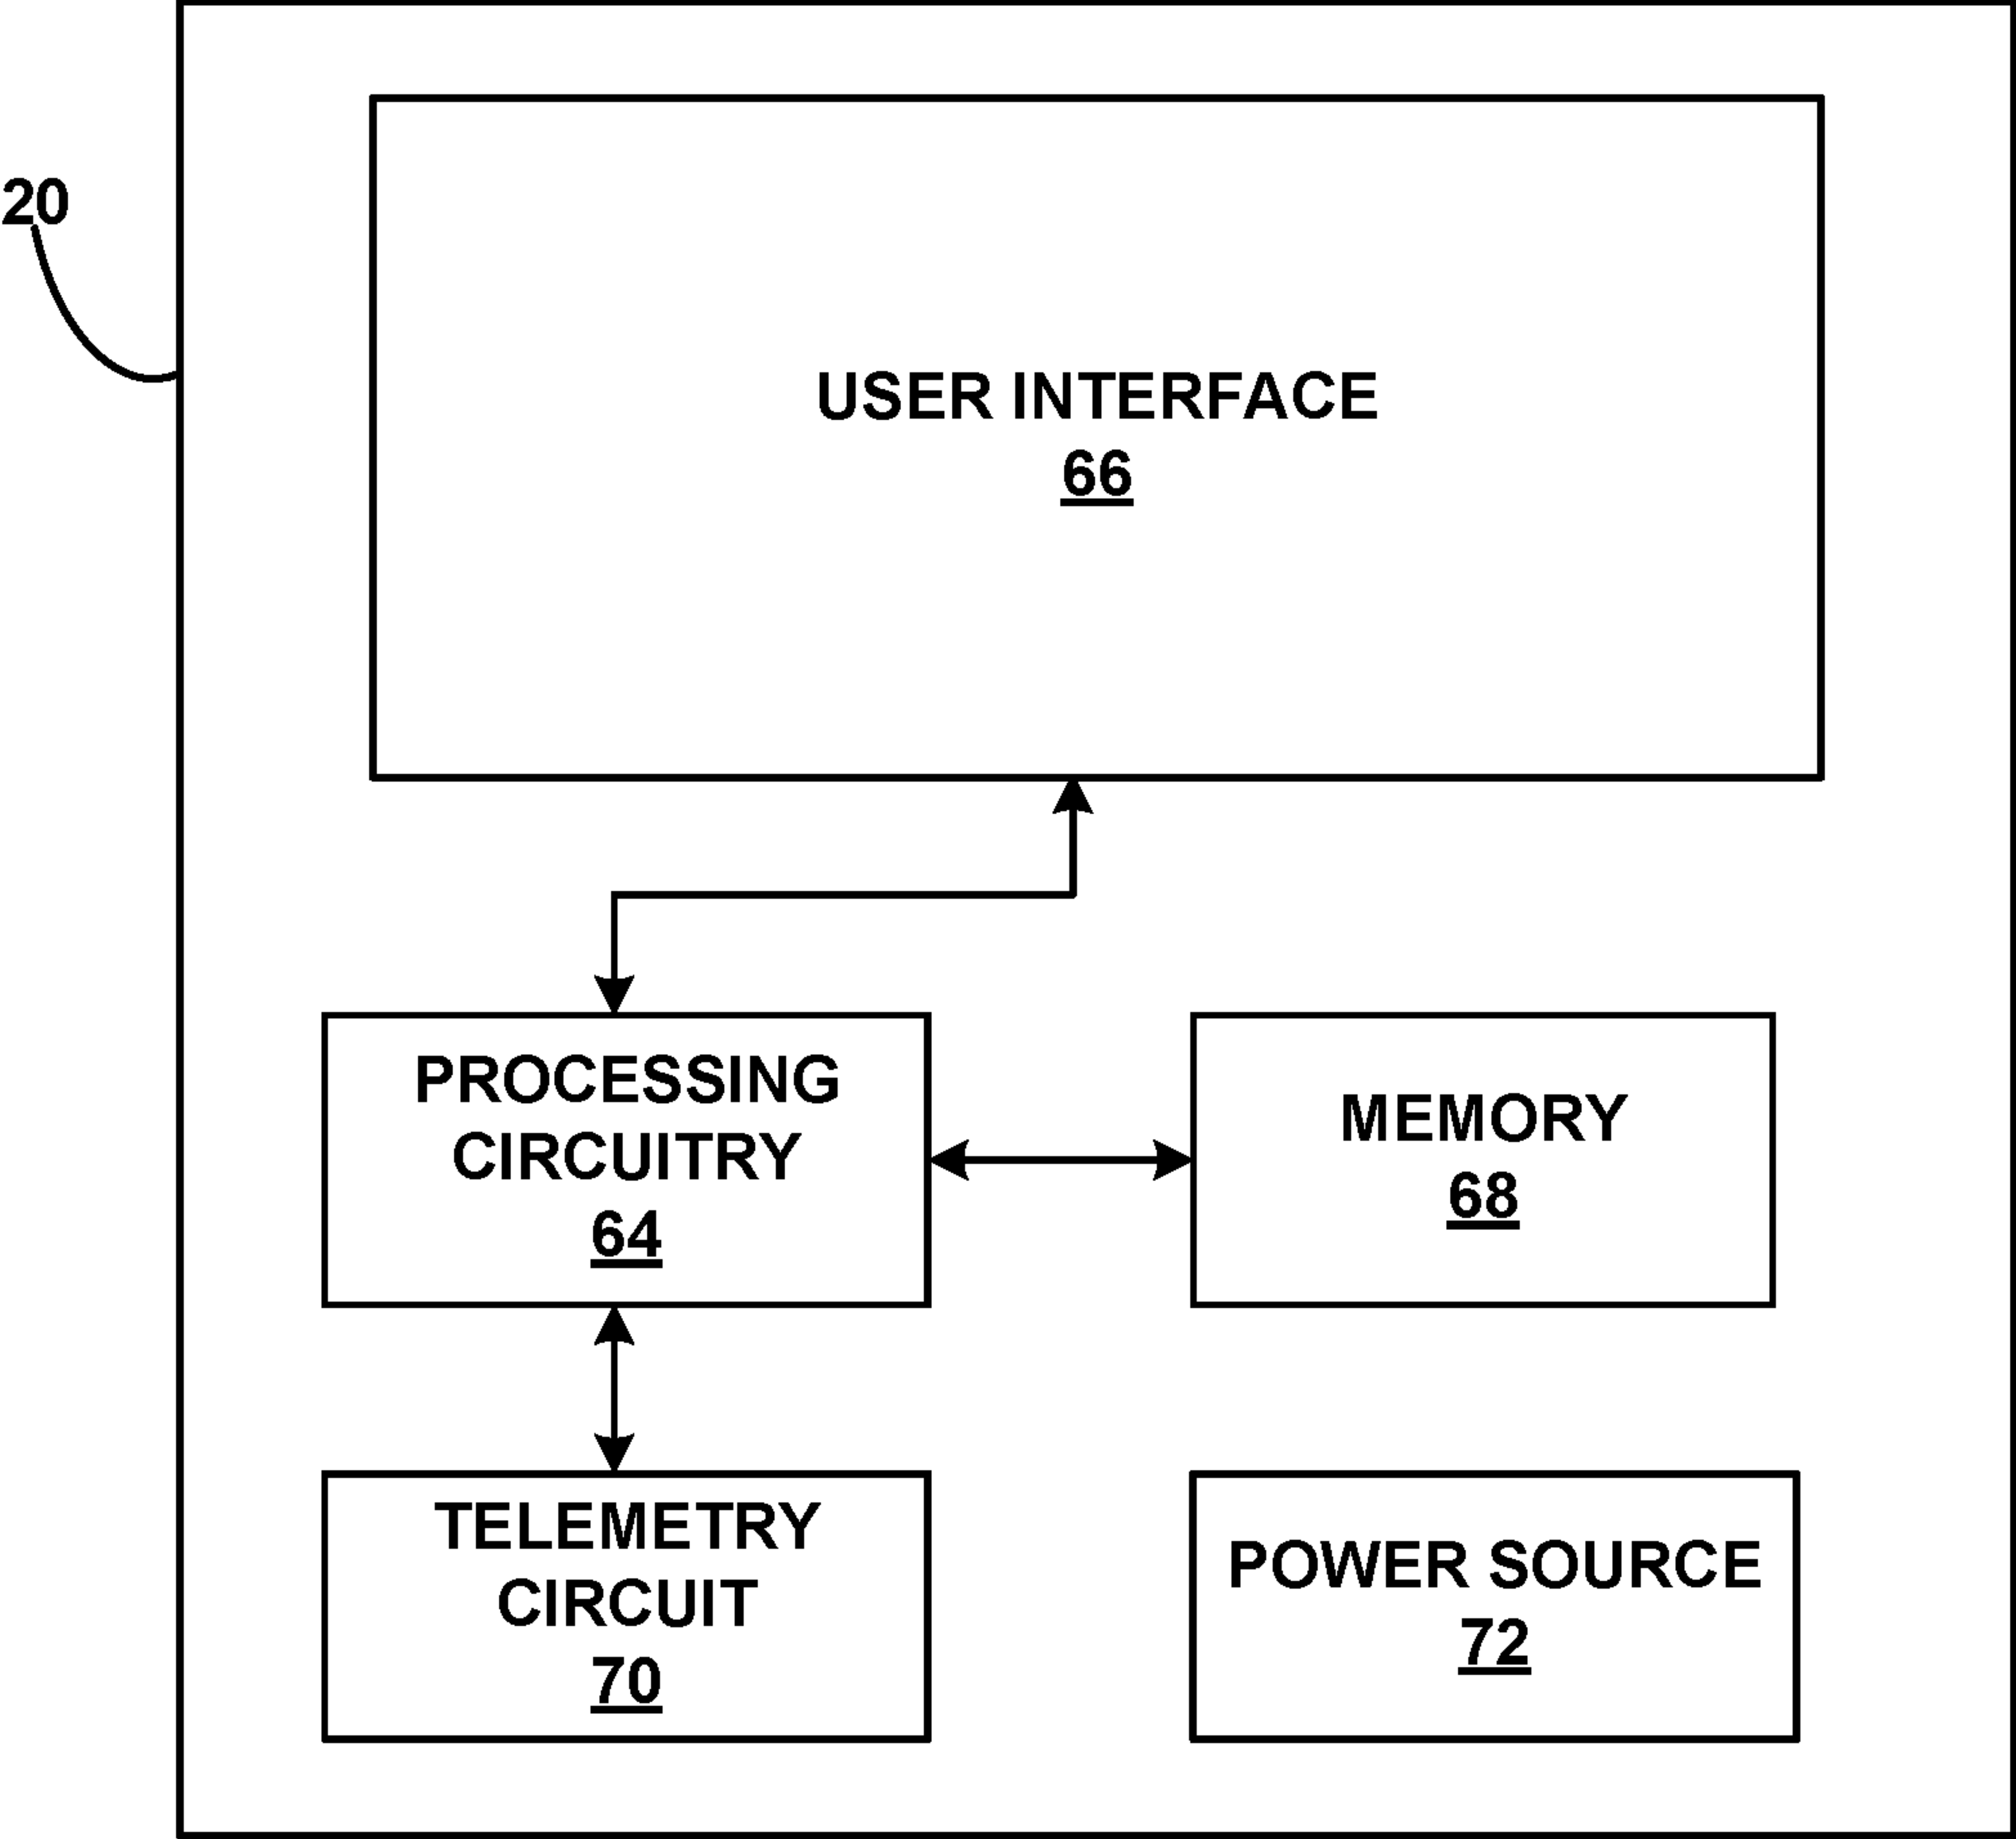 20
USER INTERFACE
66
PROCESSING
CIRCUITRY
64
MEMORY
68
TELEMETRY
CIRCUIT
70
POWER SOURCE
72